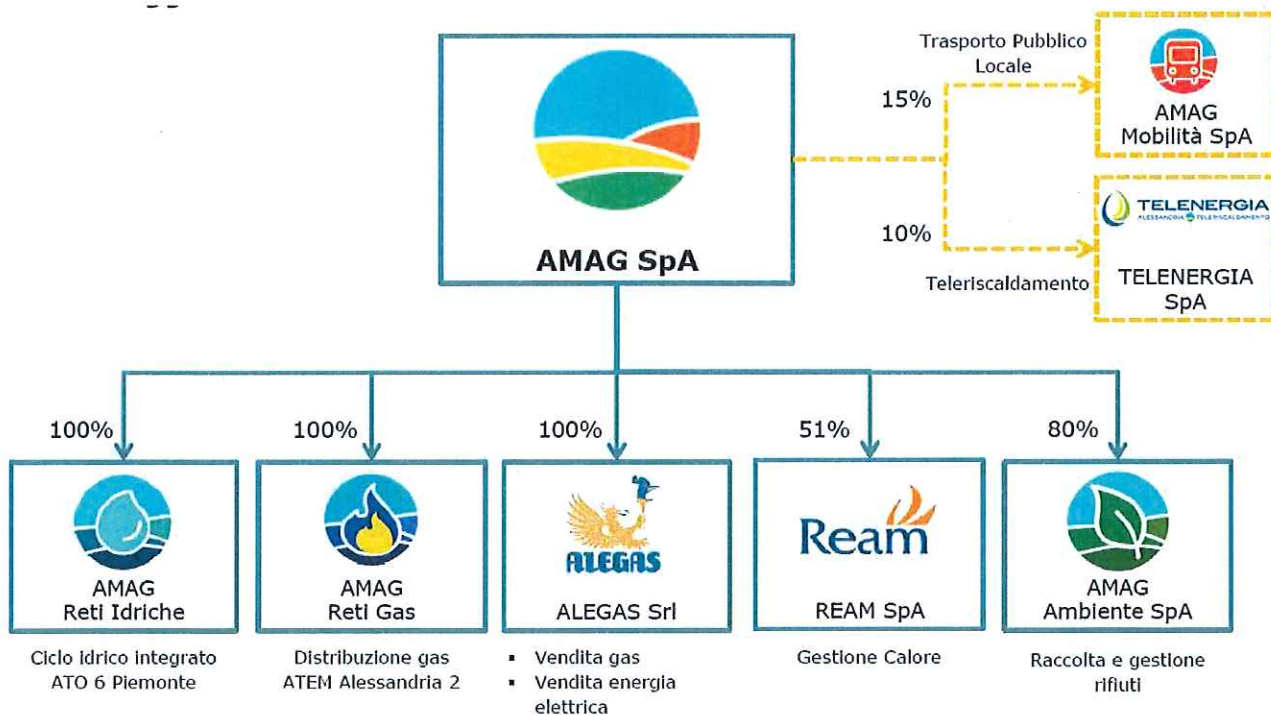 Trasporto Pubblico
Locale
15%
AMAG
Mobilità SpA
AMAG SpA
10%
Teleriscaldamento
TELENERGIA
ALESSANDRIA TELERISCALDAMENTO
TELENERGIA
SpA
100%
100%
100%
51%
80%
AMAG
Reti Idriche
AMAG
Reti Gas
ALEGAS
ALEGAS Srl
Ream
REAM SpA
AMAG
Ambiente SpA
Ciclo idrico integrato
ATO 6 Piemonte
Distribuzione gas
ATEM Alessandria 2
▪ Vendita gas
▪ Vendita energia
elettrica
Gestione Calore
Raccolta e gestione
rifiuti